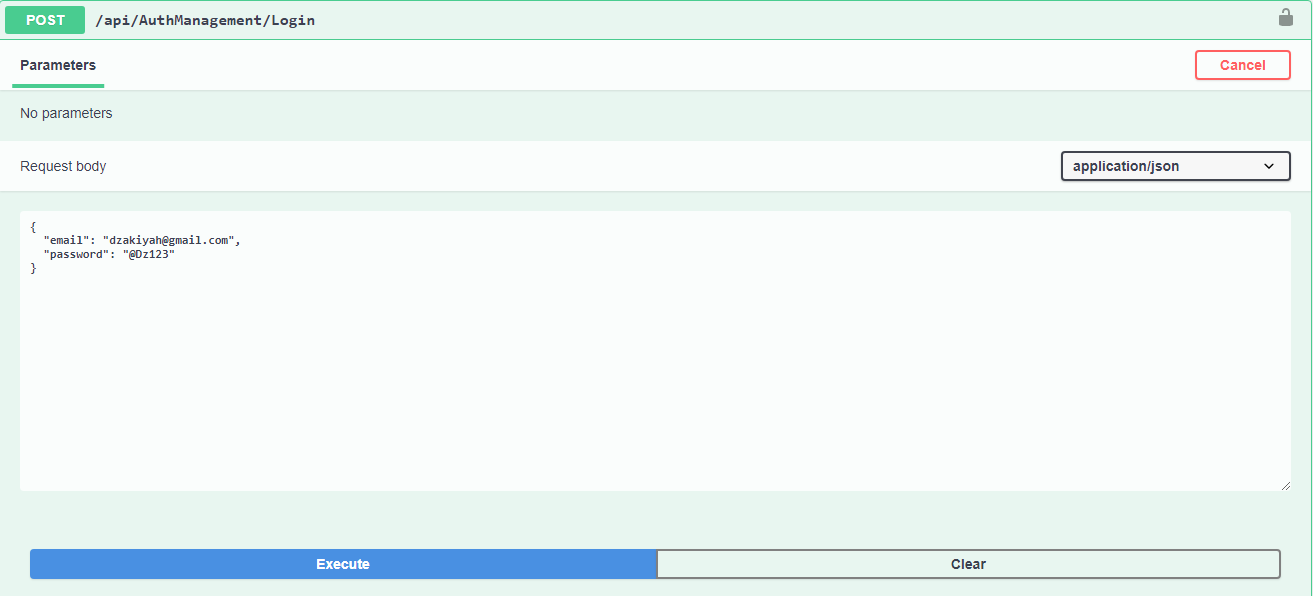 POST /api/AuthManagement/Login
Parameters
Cancel
No parameters
Request body
application/json
{
  "email": "dzakiyah@gmail.com",
  "password": "@Dz123"
}
Execute
Clear